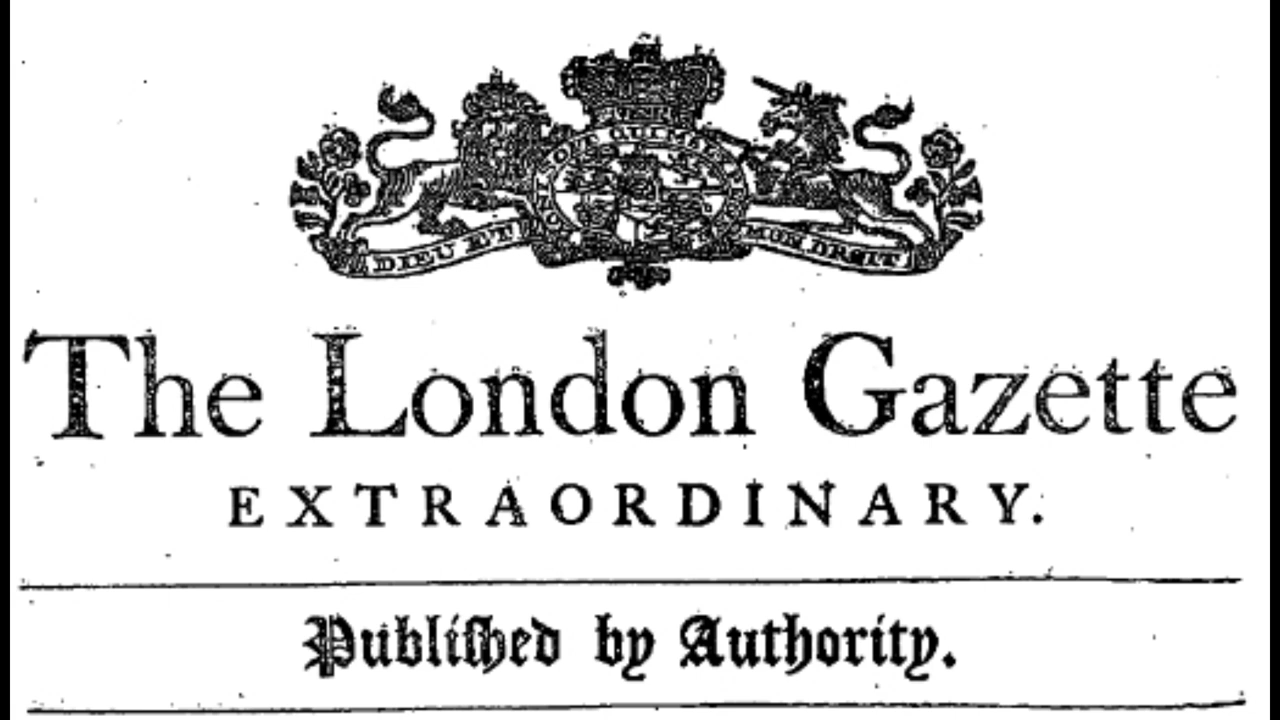 DIEU ET MON DROIT
The London Gazette
EXTRAORDINARY.
Publiſhed by Authority.